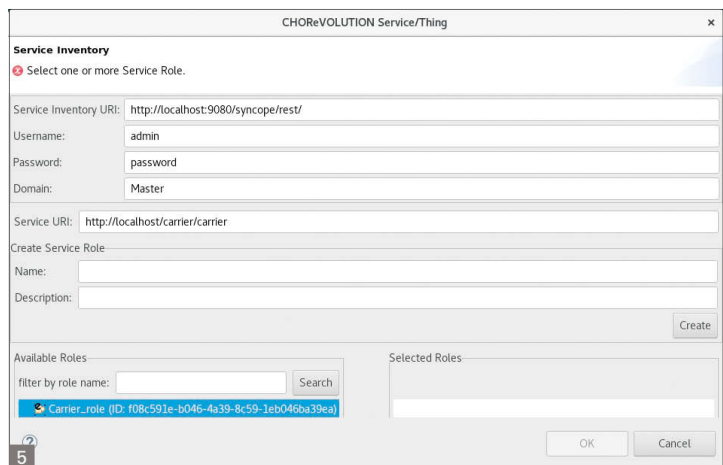 CHOReVOLUTION Service/Thing
×
Service Inventory
Select one or more Service Role.
Service Inventory URI: http://localhost:9080/syncope/rest/
Username: admin
Password: password
Domain: Master
Service URI: http://localhost/carrier/carrier
Create Service Role
Name:
Description:
Create
Available Roles
Selected Roles
filter by role name: Search
Carrier_role (ID: f08c591e-b046-4a39-8c59-1eb046ba39ea)
?
OK Cancel
5